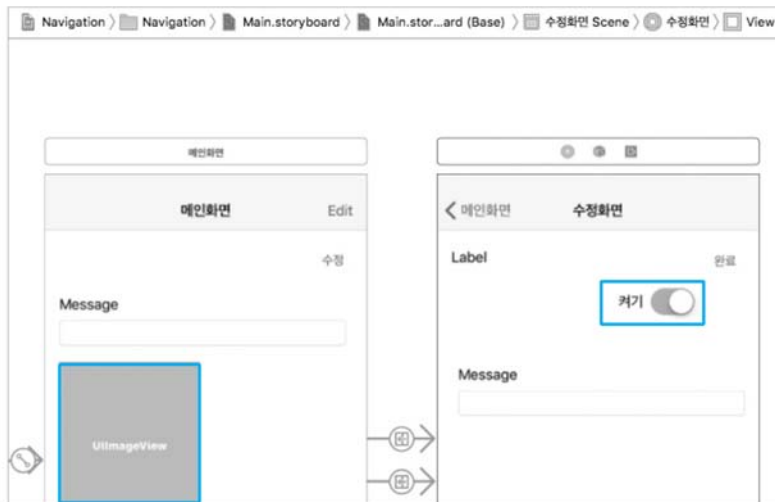 Navigation 〉 Navigation 〉 Main.storyboard 〉 Main.stor...ard (Base) 〉 수정화면 Scene 〉 수정화면 〉 View
메인화면
메인화면 Edit
수정
Message
UIImageView
메인화면 수정화면
Label 완료
켜기
Message